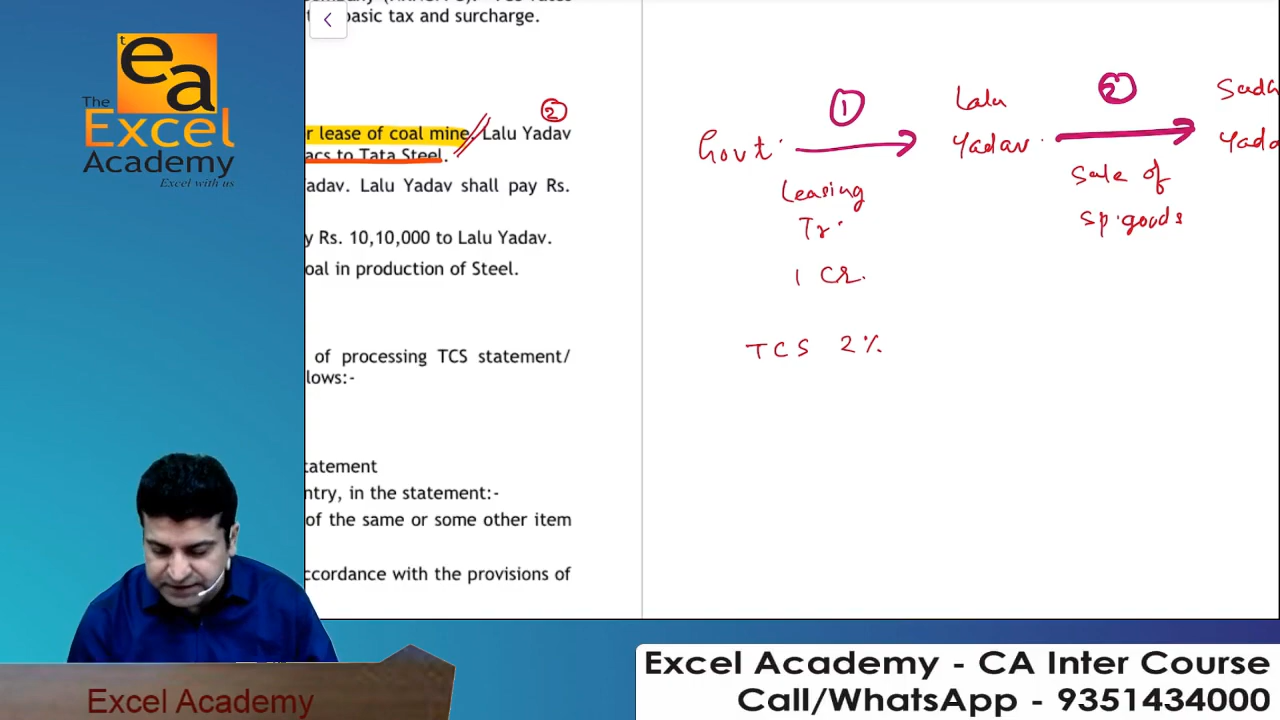 t
ea
The
Excel
Academy
Excel with us
basic tax and surcharge.
②
r lease of coal mine. Lalu Yadav
acs to Tata Steel.
adav. Lalu Yadav shall pay Rs.
y Rs. 10,10,000 to Lalu Yadav.
oal in production of Steel.
of processing TCS statement/
lows:-
tatement
ntry, in the statement:-
of the same or some other item
ccordance with the provisions of
① ②
Govt. Lalu Yadav.
Leasing
Tr.
1 Cr.
TCS 2%
Sale of
sp. goods
Excel Academy
Excel Academy - CA Inter Course
Call/WhatsApp - 9351434000